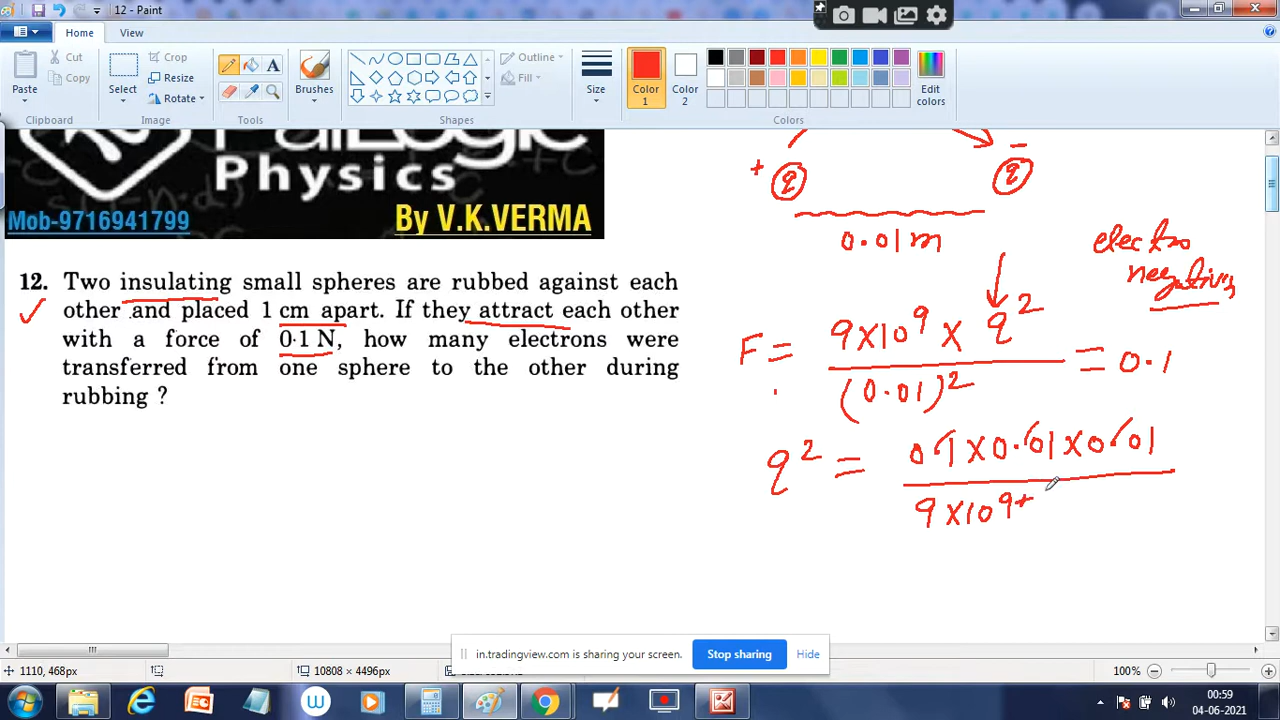 12 - Paint
Home
View
Paste
Cut
Copy
Clipboard
Select
Crop
Resize
Rotate
Image
A
Tools
Brushes
Shapes
Outline
Fill
Size
Color
1
Color
2
Colors
Edit
colors
Physics
Mob-9716941799
By V.K.VERMA
12. Two insulating small spheres are rubbed against each
other and placed 1 cm apart. If they attract each other
with a force of 0·1 N, how many electrons were
transferred from one sphere to the other during
rubbing ?
+ q
q −
0.01 m
electro
negative
F = 9×10⁹ × q² / (0.01)² = 0.1
q² = 0.1×0.01×0.01 / 9×10⁹⁺
in.tradingview.com is sharing your screen.
Stop sharing
Hide
1110, 468px
10808 × 4496px
100%
00:59
04-06-2021